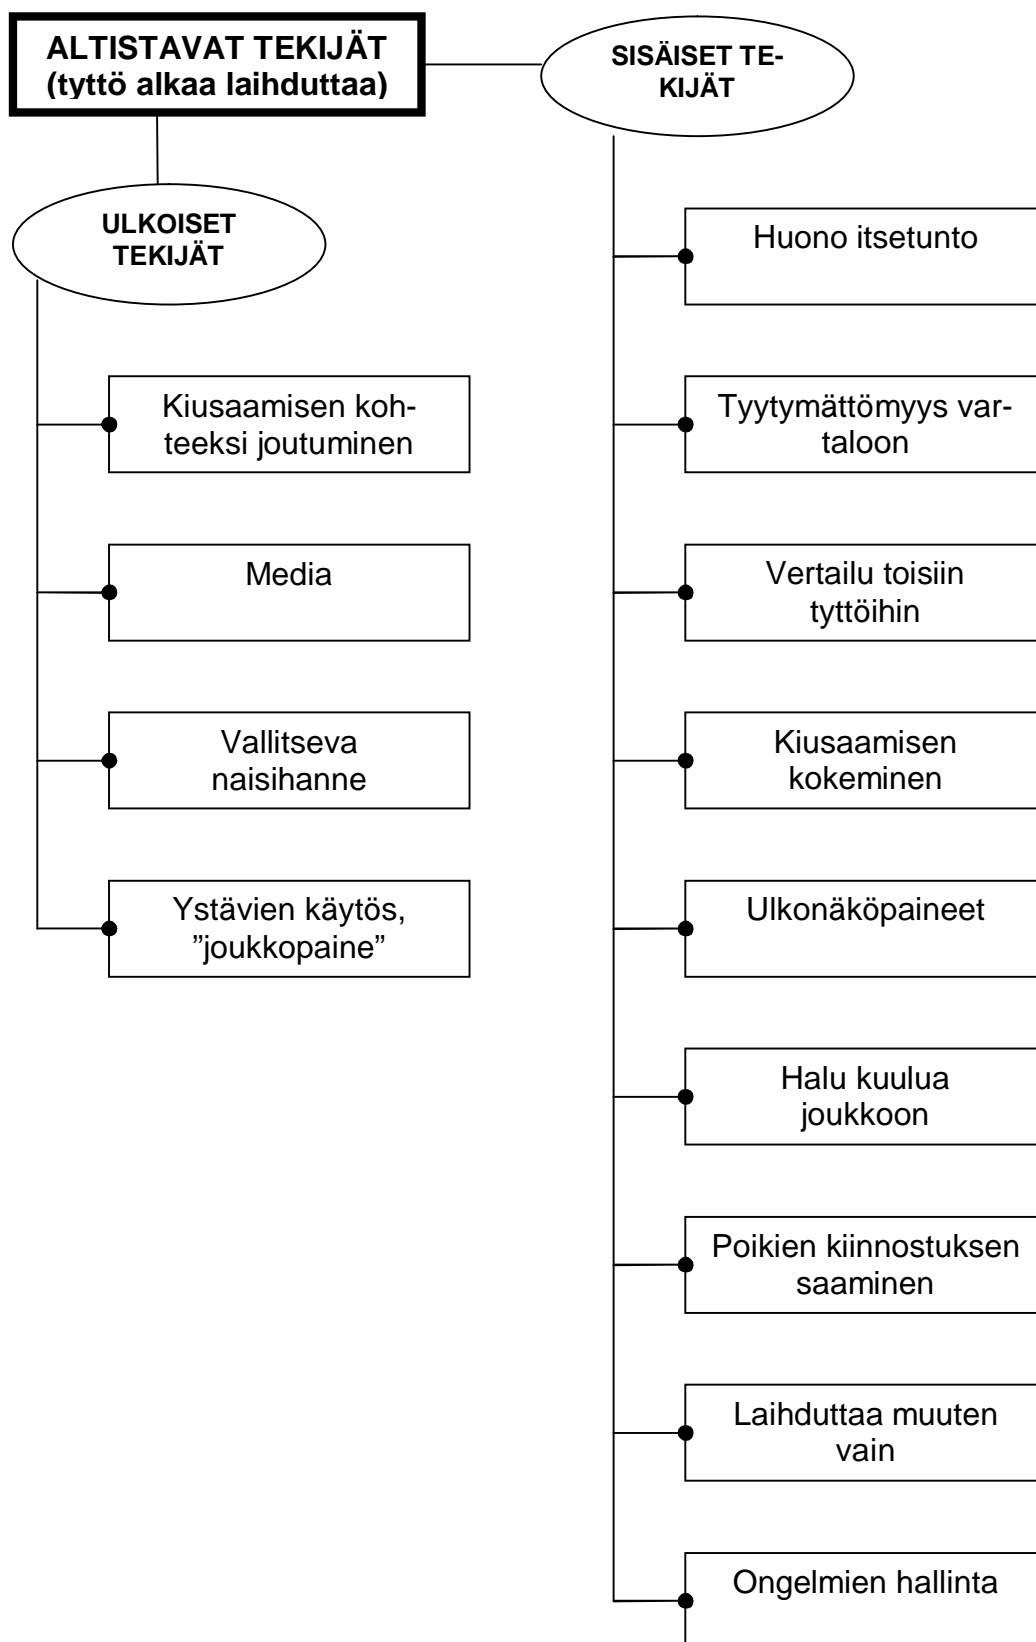 ALTISTAVAT TEKIJÄT
(tyttö alkaa laihduttaa)
SISÄISET TE-
KIJÄT
ULKOISET
TEKIJÄT
Kiusaamisen koh-
teeksi joutuminen
Media
Vallitseva
naisihanne
Ystävien käytös,
”joukkopaine”
Huono itsetunto
Tyytymättömyys var-
taloon
Vertailu toisiin
tyttöihin
Kiusaamisen
kokeminen
Ulkonäköpaineet
Halu kuulua
joukkoon
Poikien kiinnostuksen
saaminen
Laihduttaa muuten
vain
Ongelmien hallinta